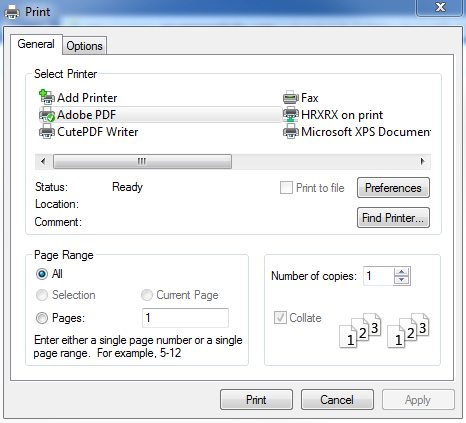 Print
X
General
Options
Select Printer
Add Printer
Fax
Adobe PDF
HRXRX on print
CutePDF Writer
Microsoft XPS Document
Status:
Ready
Print to file
Preferences
Location:
Comment:
Find Printer...
Page Range
All
Selection
Current Page
Pages:
1
Enter either a single page number or a single
page range. For example, 5-12
Number of copies:
1
Collate
1 2 3
1 2 3
Print
Cancel
Apply